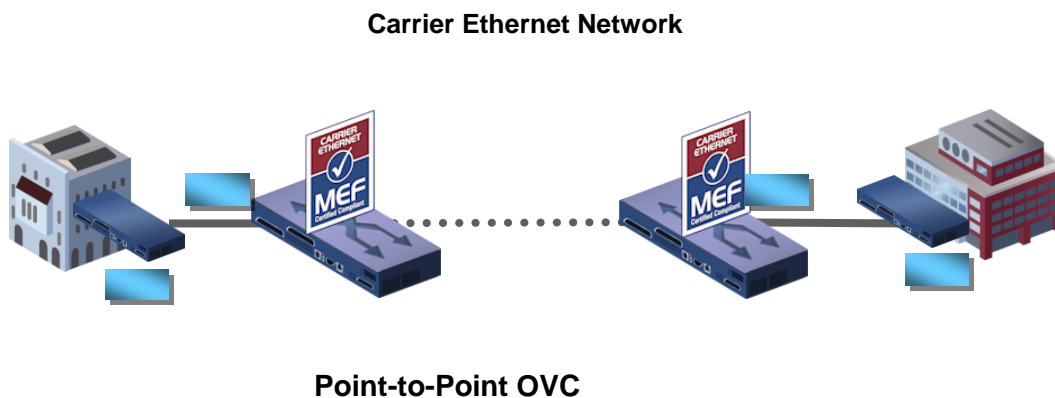 Carrier Ethernet Network
CARRIER
ETHERNET
MEF
Certified Compliant
CARRIER
ETHERNET
MEF
Certified Compliant
Point-to-Point OVC